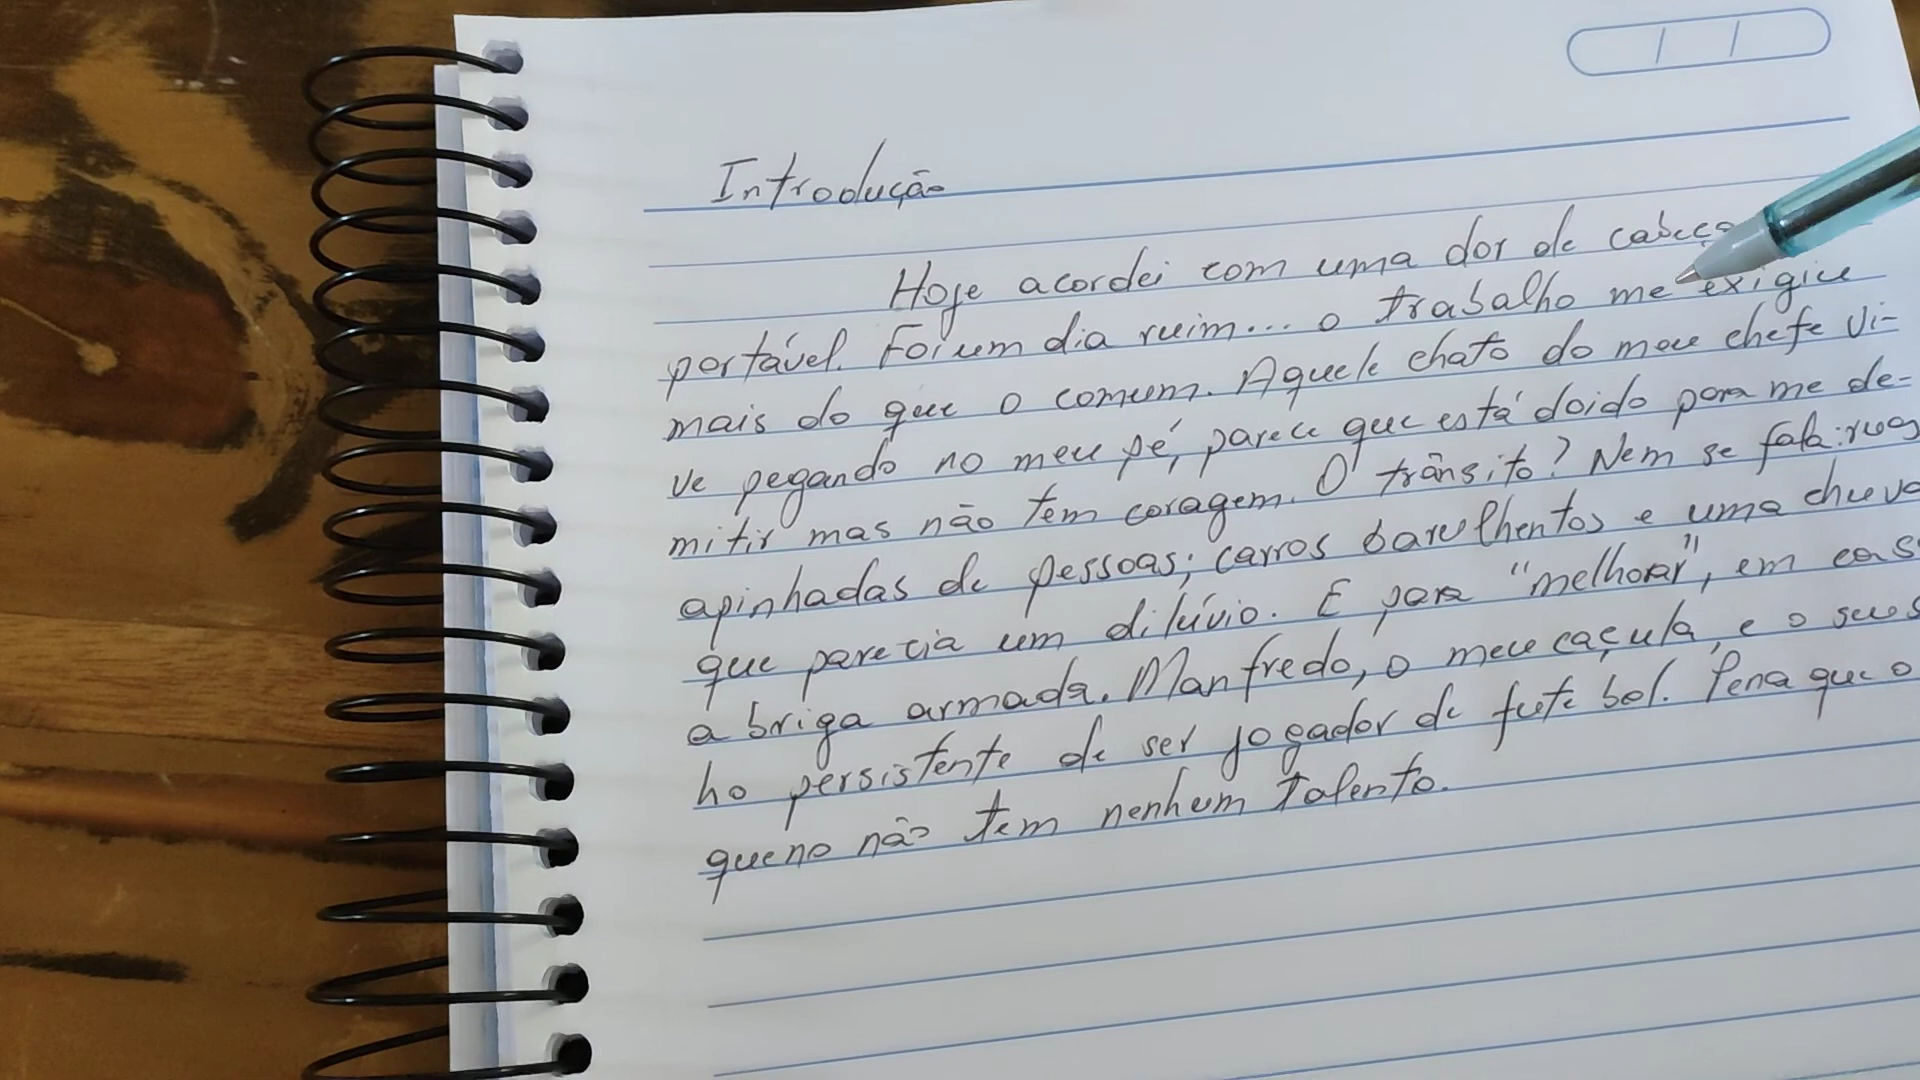 Introdução
Hoje acordei com uma dor de cabeça
portável. Foi um dia ruim... o trabalho me exigiu
mais do que o comum. Aquele chato do meu chefe vi-
ve pegando no meu pé, parece que está doido para me de-
mitir mas não tem coragem. O trânsito? Nem se fala: ruas
apinhadas de pessoas; carros barulhentos e uma chuva
que parecia um dilúvio. E para "melhorar", em cas
a briga armada. Manfredo, o meu caçula, e o seu s
ho persistente de ser jogador de futebol. Pena que o
queno não tem nenhum talento.